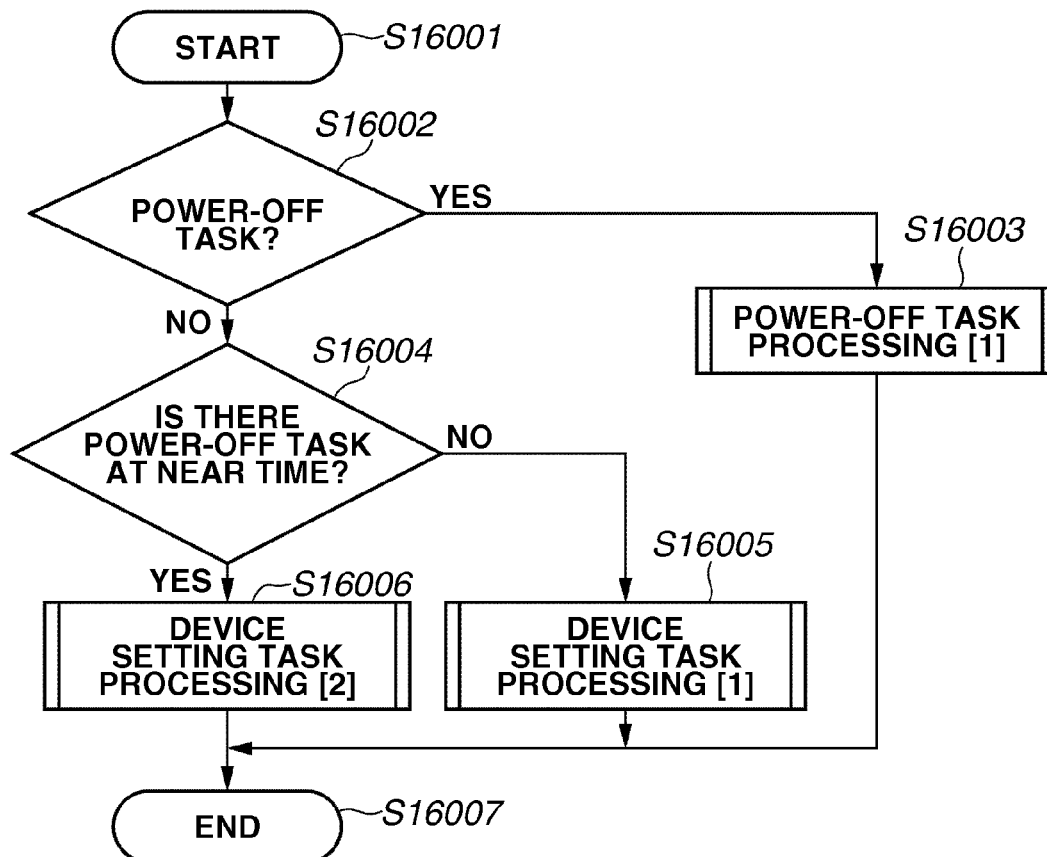 START
S16001
S16002
POWER-OFF
TASK?
YES
S16003
POWER-OFF TASK
PROCESSING [1]
NO
S16004
IS THERE
POWER-OFF TASK
AT NEAR TIME?
NO
S16005
YES
S16006
DEVICE
SETTING TASK
PROCESSING [2]
DEVICE
SETTING TASK
PROCESSING [1]
END
S16007